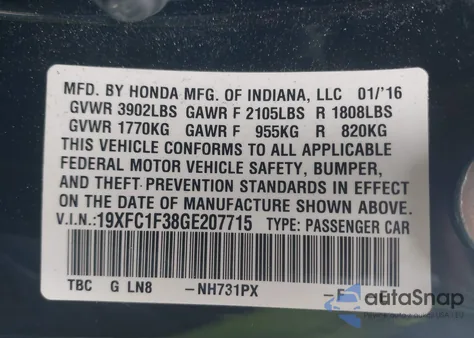 MFD. BY HONDA MFG. OF INDIANA, LLC 01/'16
GVWR 3902LBS GAWR F 2105LBS R 1808LBS
GVWR 1770KG GAWR F 955KG R 820KG
THIS VEHICLE CONFORMS TO ALL APPLICABLE
FEDERAL MOTOR VEHICLE SAFETY, BUMPER,
AND THEFT PREVENTION STANDARDS IN EFFECT
ON THE DATE OF MANUFACTURE SHOWN ABOVE.
V.I.N.:19XFC1F38GE207715 TYPE: PASSENGER CAR
TBC G LN8 -NH731PX
autoSnap